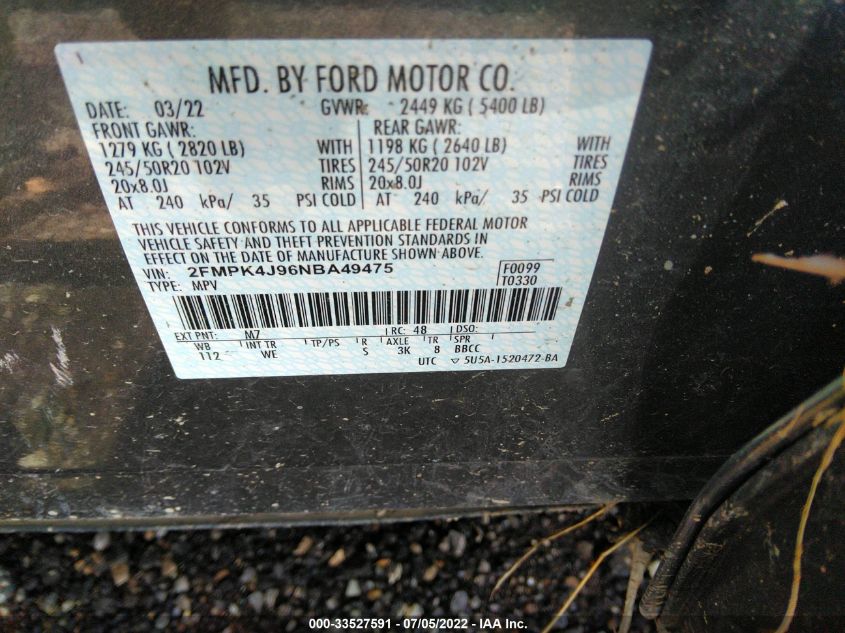 MFD. BY FORD MOTOR CO.
DATE: 03/22 GVWR: 2449 KG ( 5400 LB)
FRONT GAWR: REAR GAWR:
1279 KG ( 2820 LB) WITH 1198 KG ( 2640 LB) WITH
245/50R20 102V TIRES 245/50R20 102V TIRES
20x8.0J RIMS 20x8.0J RIMS
AT 240 kPa/ 35 PSI COLD AT 240 kPa/ 35 PSI COLD
THIS VEHICLE CONFORMS TO ALL APPLICABLE FEDERAL MOTOR
VEHICLE SAFETY AND THEFT PREVENTION STANDARDS IN
EFFECT ON THE DATE OF MANUFACTURE SHOWN ABOVE.
VIN: 2FMPK4J96NBA49475 F0099
TYPE: MPV T0330
EXT PNT: M7 RC: 48 DSO:
WB INT TR TP/PS R AXLE TR SPR
112 WE S 3K 8 BBCC
UTC ▽ 5U5A-1520472-BA
000-33527591 - 07/05/2022 - IAA Inc.